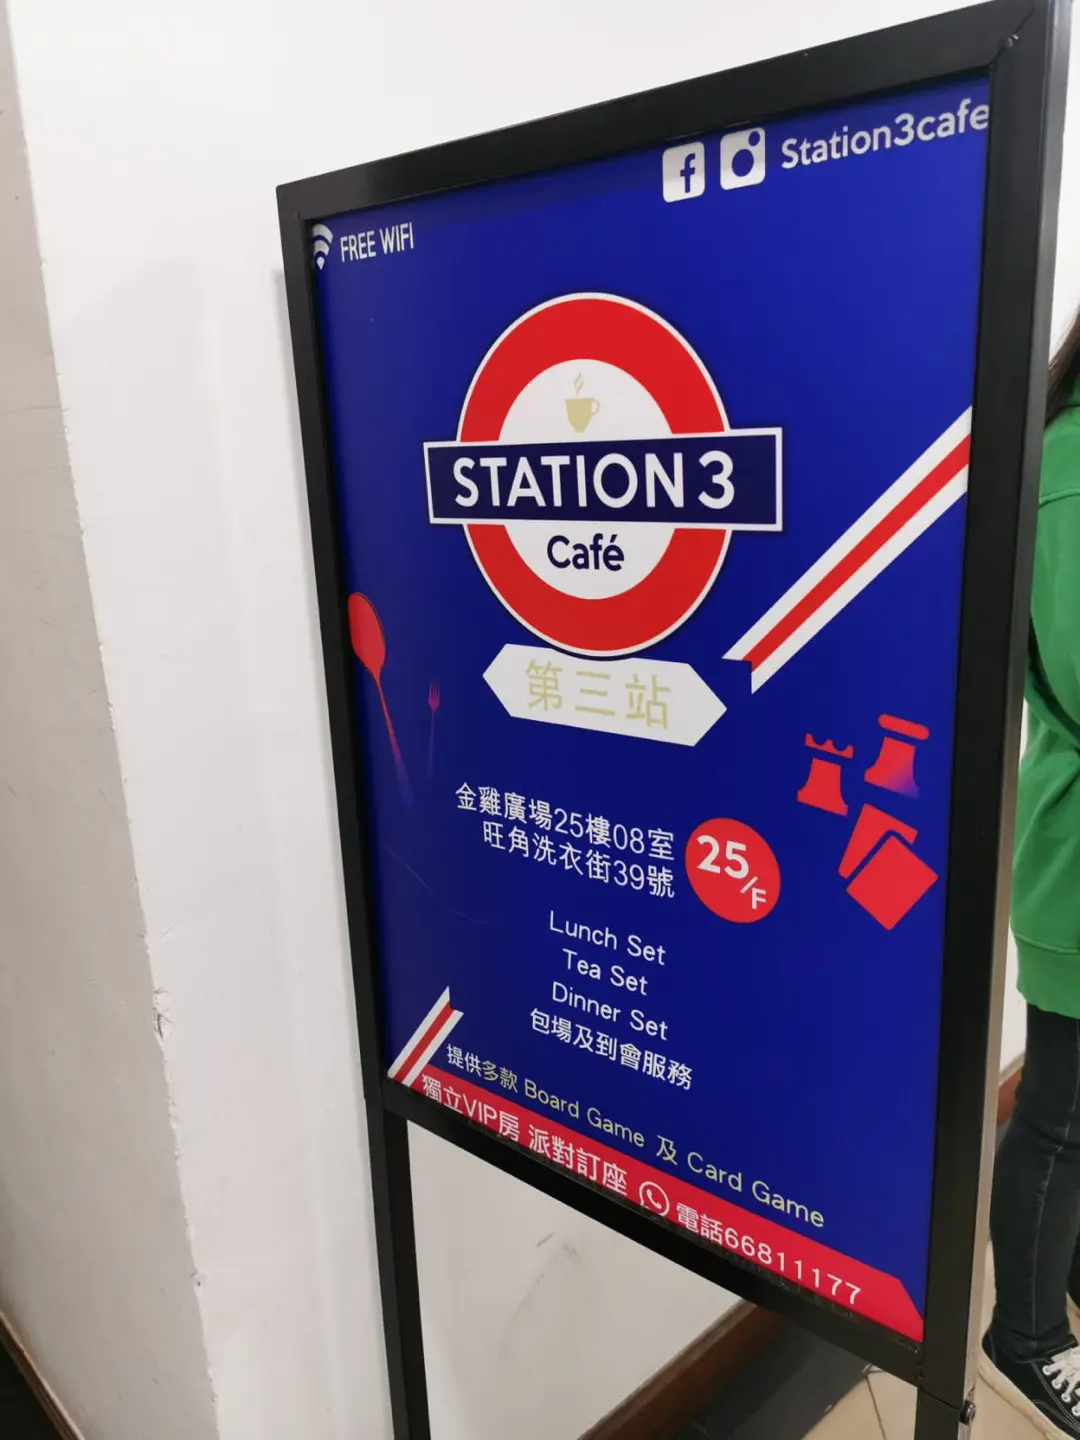 Station3cafe
FREE WIFI
STATION 3
Café
第三站
金雞廣場25樓08室
旺角洗衣街39號
25/F
Lunch Set
Tea Set
Dinner Set
包場及到會服務
提供多款 Board Game 及 Card Game
獨立VIP房 派對訂座 電話66811177